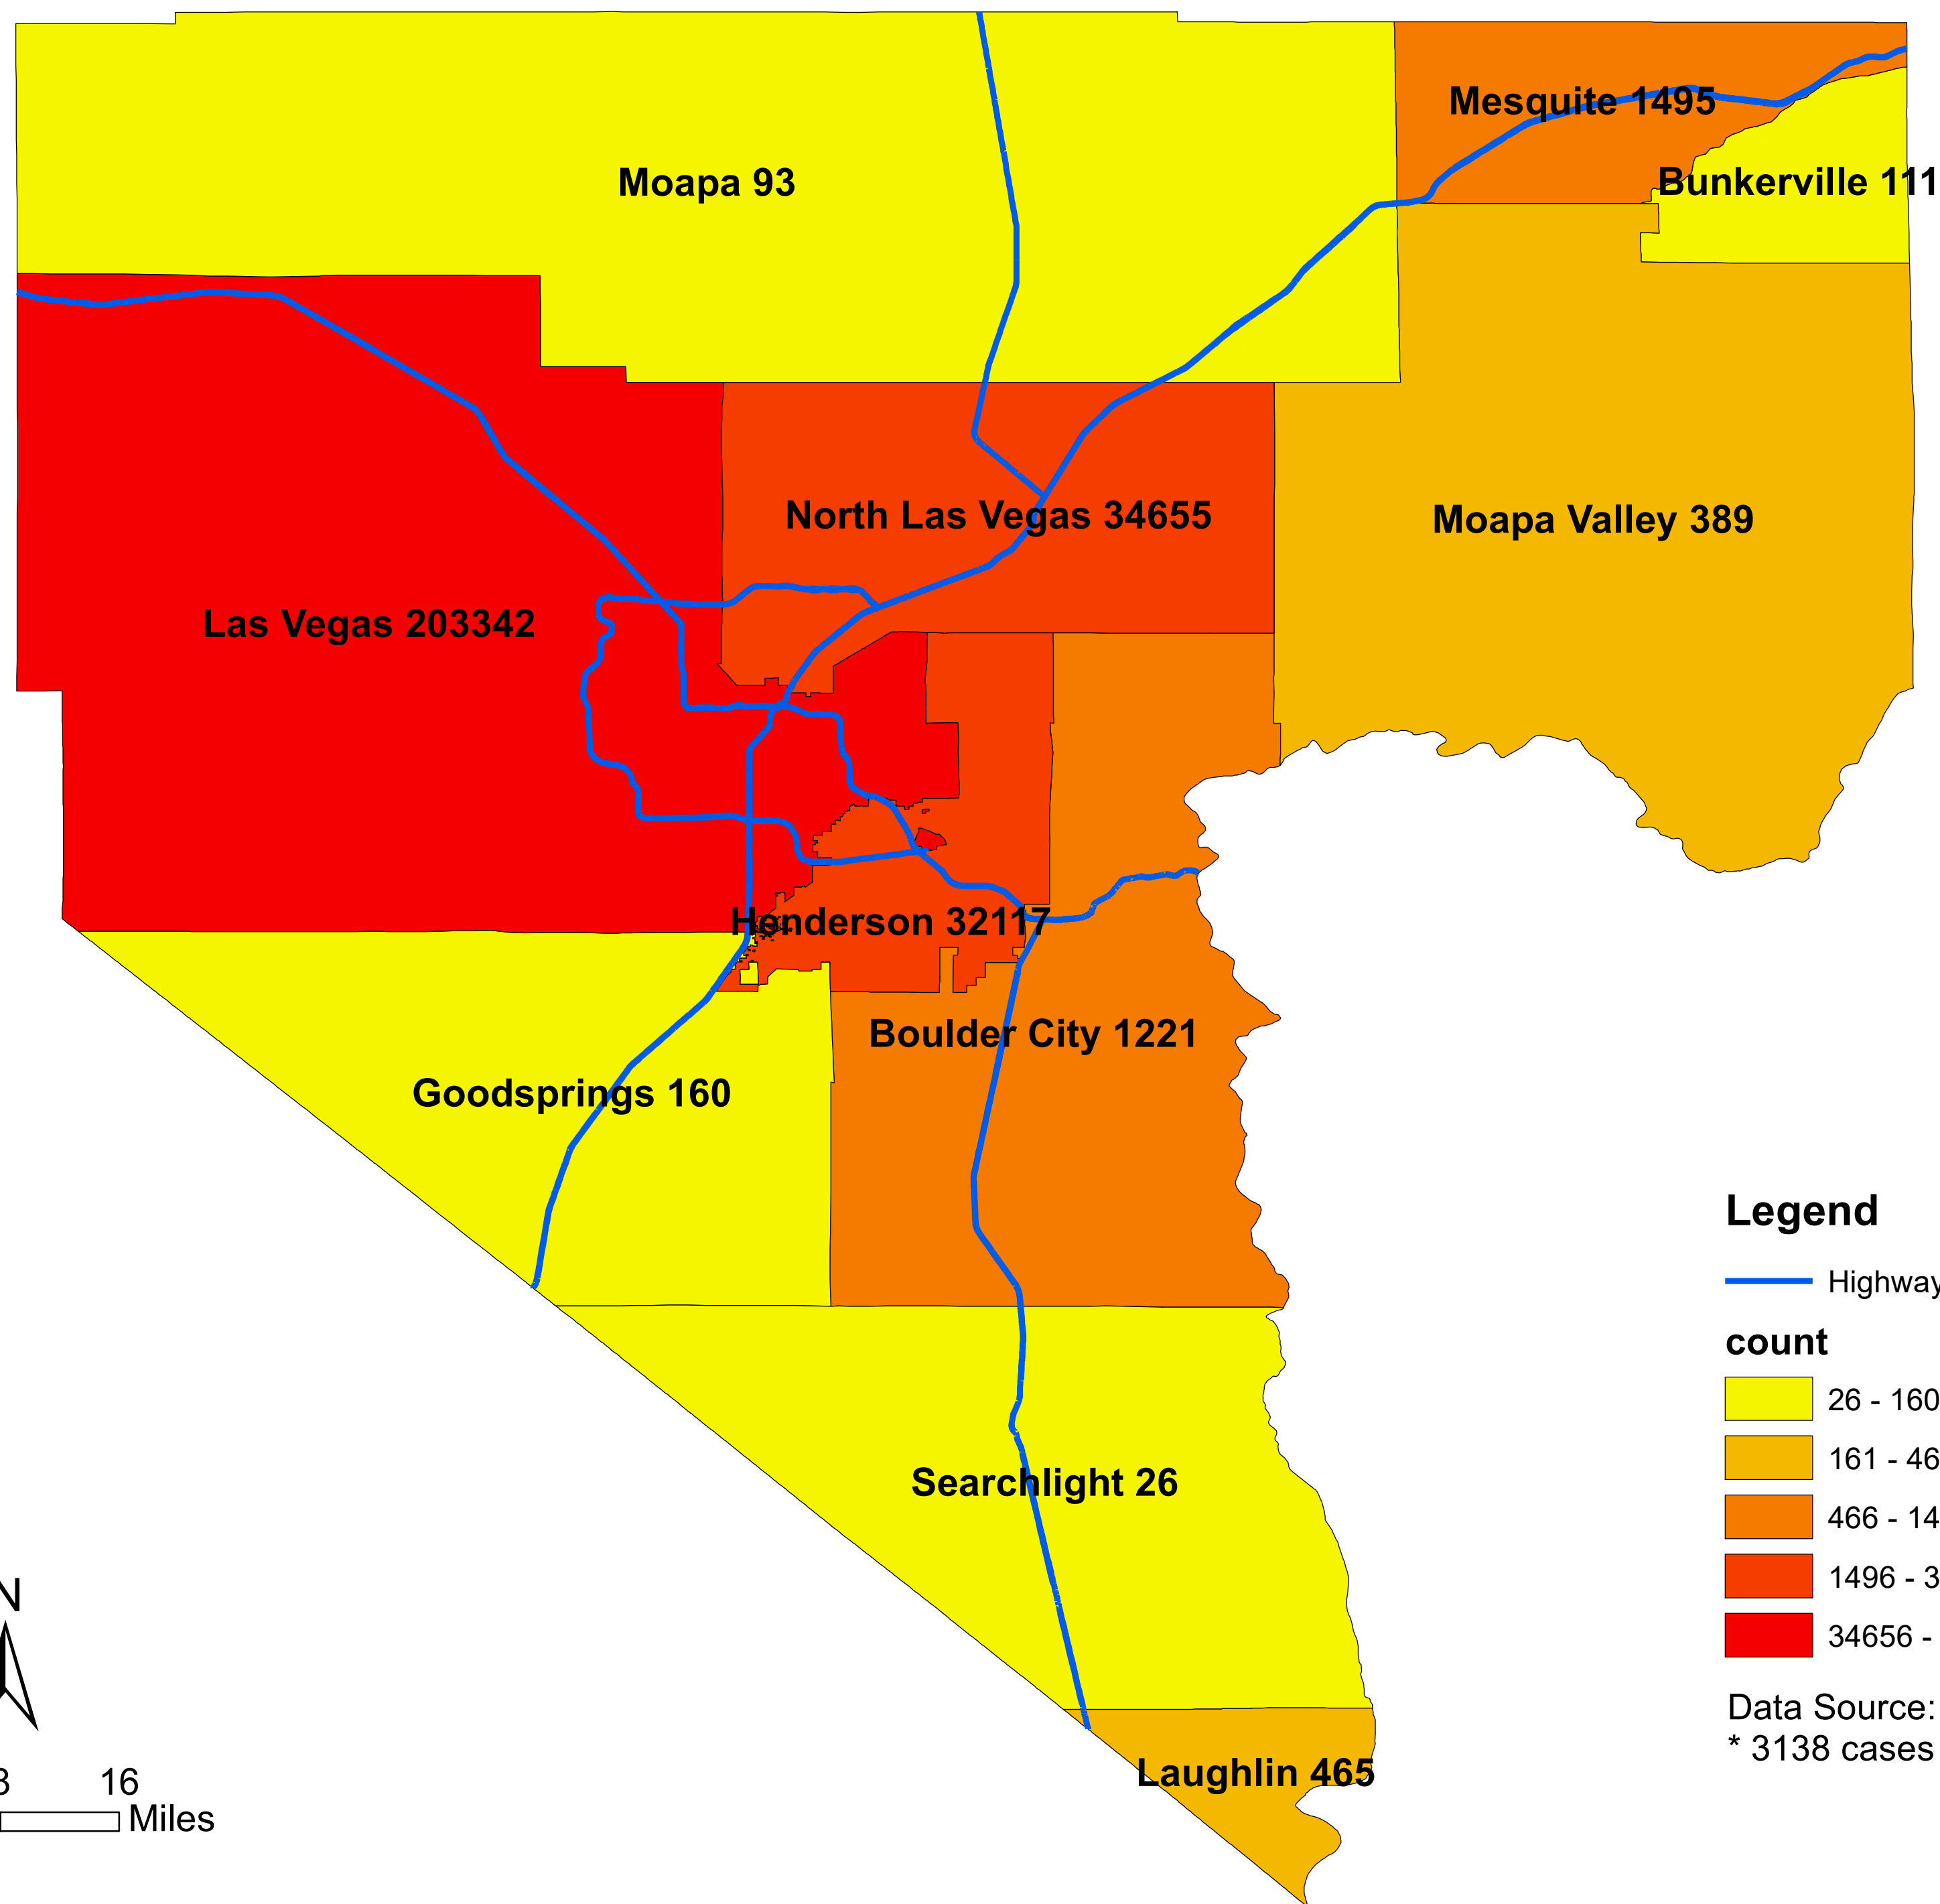 Mesquite 1495
Moapa 93
Bunkerville 111
North Las Vegas 34655
Moapa Valley 389
Las Vegas 203342
Henderson 32117
Boulder City 1221
Goodsprings 160
Searchlight 26
Laughlin 465
Legend
Highway
count
26 - 160
161 - 46
466 - 14
1496 - 3
34656 -
Data Source:
* 3138 cases
N
16
Miles